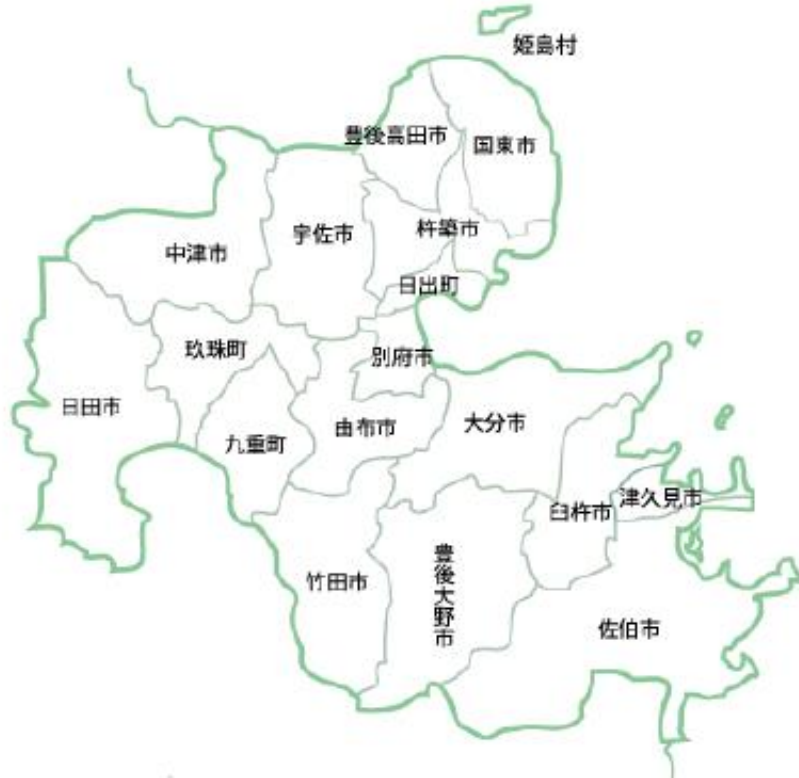 姫島村
豊後高田市
国東市
杵築市
宇佐市
中津市
日出町
玖珠町
別府市
日田市
由布市
大分市
九重町
津久見市
臼杵市
豊後大野市
竹田市
佐伯市